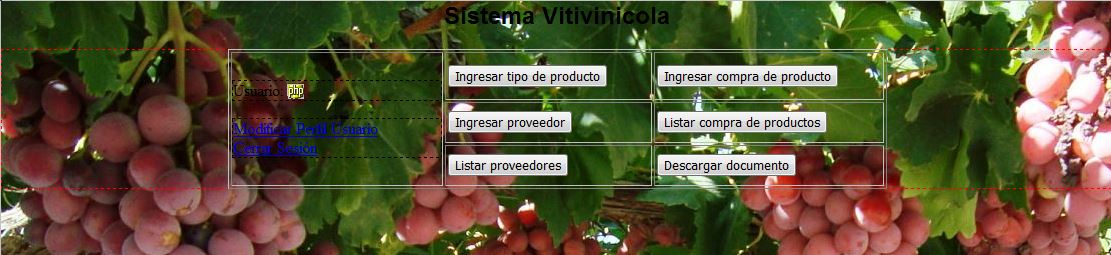 Sistema Vitivinicola
Usuario: php
Modificar Perfil Usuario
Cerrar Sesión
Ingresar tipo de producto
Ingresar compra de producto
Ingresar proveedor
Listar compra de productos
Listar proveedores
Descargar documento